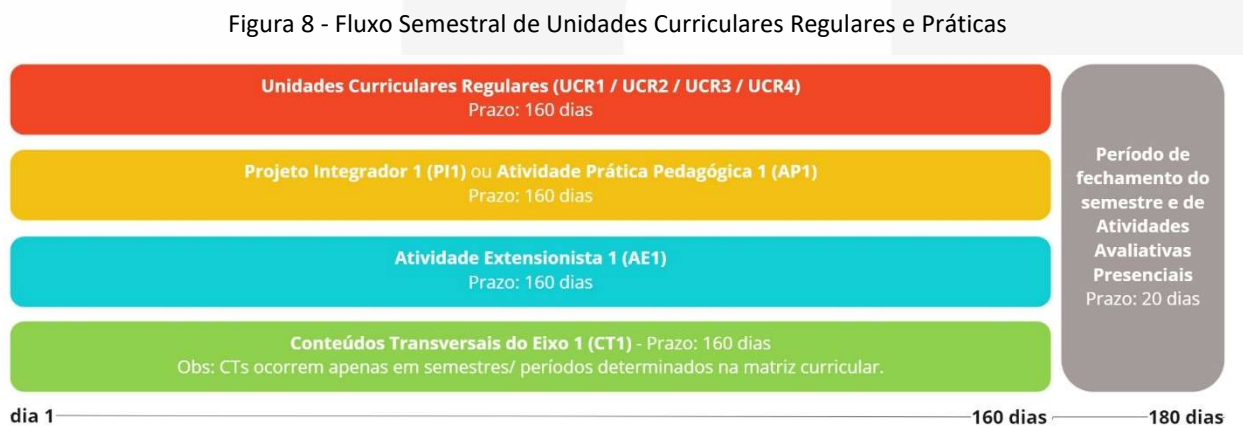 Figura 8 - Fluxo Semestral de Unidades Curriculares Regulares e Práticas
Unidades Curriculares Regulares (UCR1 / UCR2 / UCR3 / UCR4)
Prazo: 160 dias
Projeto Integrador 1 (PI1) ou Atividade Prática Pedagógica 1 (AP1)
Prazo: 160 dias
Atividade Extensionista 1 (AE1)
Prazo: 160 dias
Conteúdos Transversais do Eixo 1 (CT1) - Prazo: 160 dias
Obs: CTs ocorrem apenas em semestres/ períodos determinados na matriz curricular.
Período de
fechamento do
semestre e de
Atividades
Avaliativas
Presenciais
Prazo: 20 dias
dia 1
160 dias
180 dias